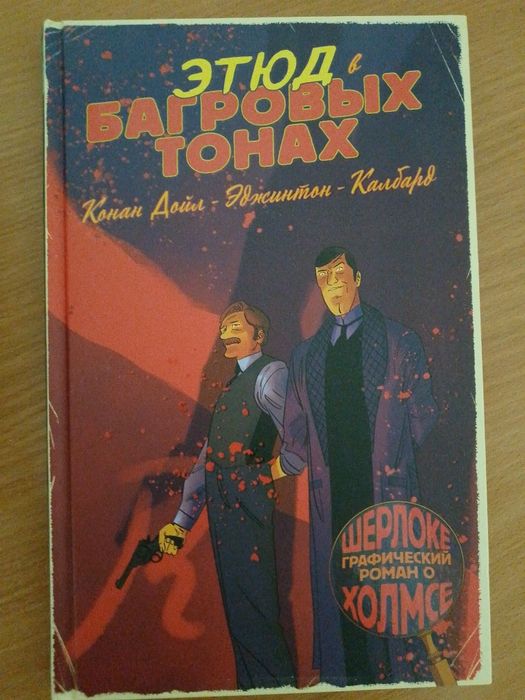 ЭТЮД в
БАГРОВЫХ
ТОНАХ
Конан Дойл - Эджинтон - Калбард
ШЕРЛОКЕ
ГРАФИЧЕСКИЙ
РОМАН О
ХОЛМСЕ